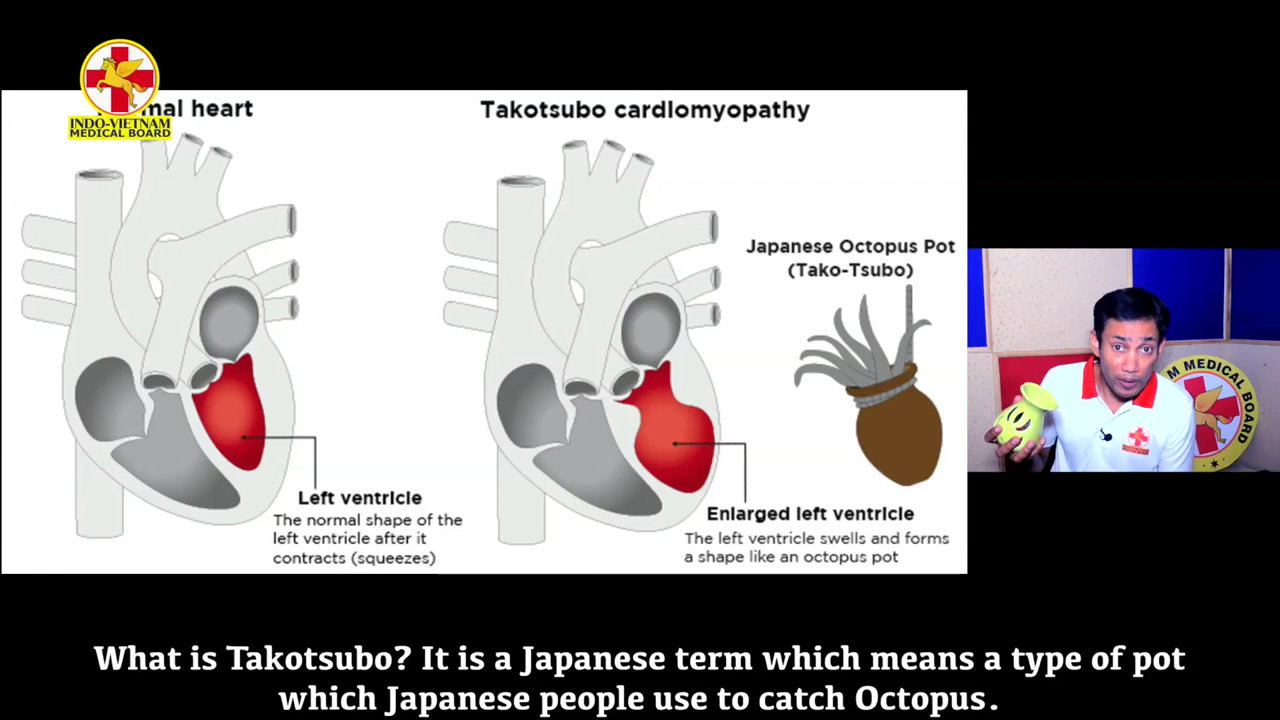 INDO-VIETNAM
MEDICAL BOARD
mal heart
Takotsubo cardiomyopathy
Japanese Octopus Pot
(Tako-Tsubo)
M MEDICAL
BOARD
Left ventricle
The normal shape of the
left ventricle after it
contracts (squeezes)
Enlarged left ventricle
The left ventricle swells and forms
a shape like an octopus pot
What is Takotsubo? It is a Japanese term which means a type of pot
which Japanese people use to catch Octopus.